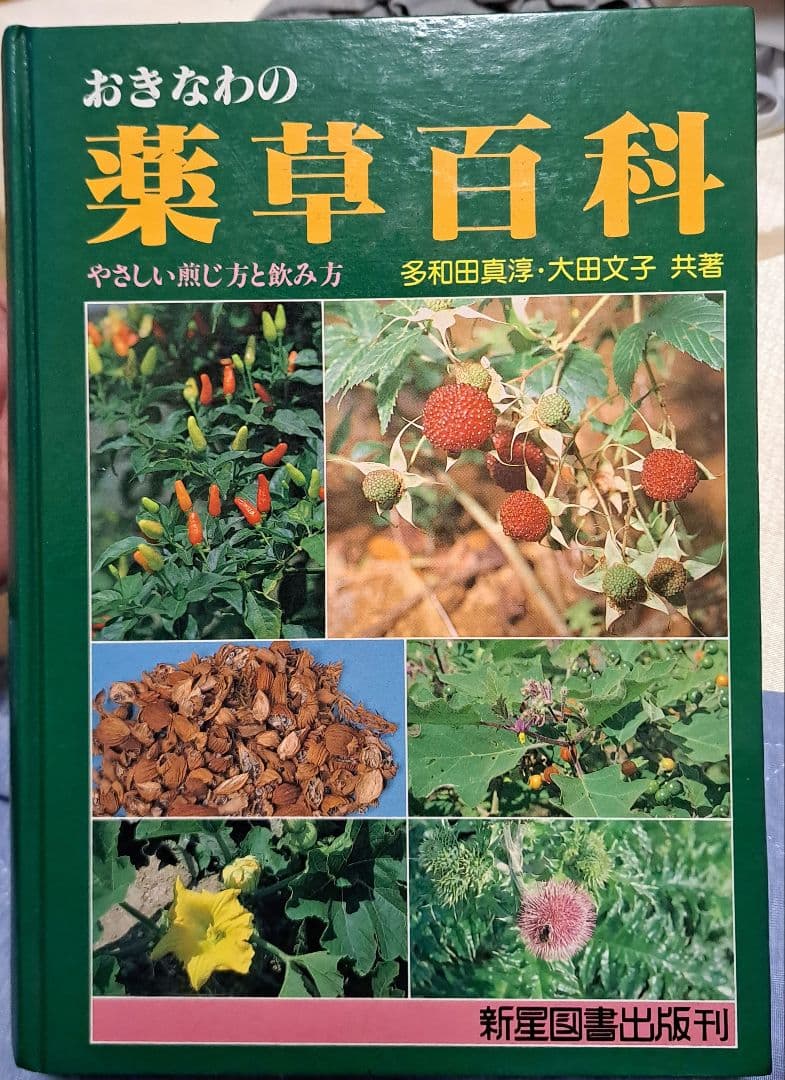 おきなわの
薬草百科
やさしい煎じ方と飲み方
多和田真淳・大田文子 共著
新星図書出版刊